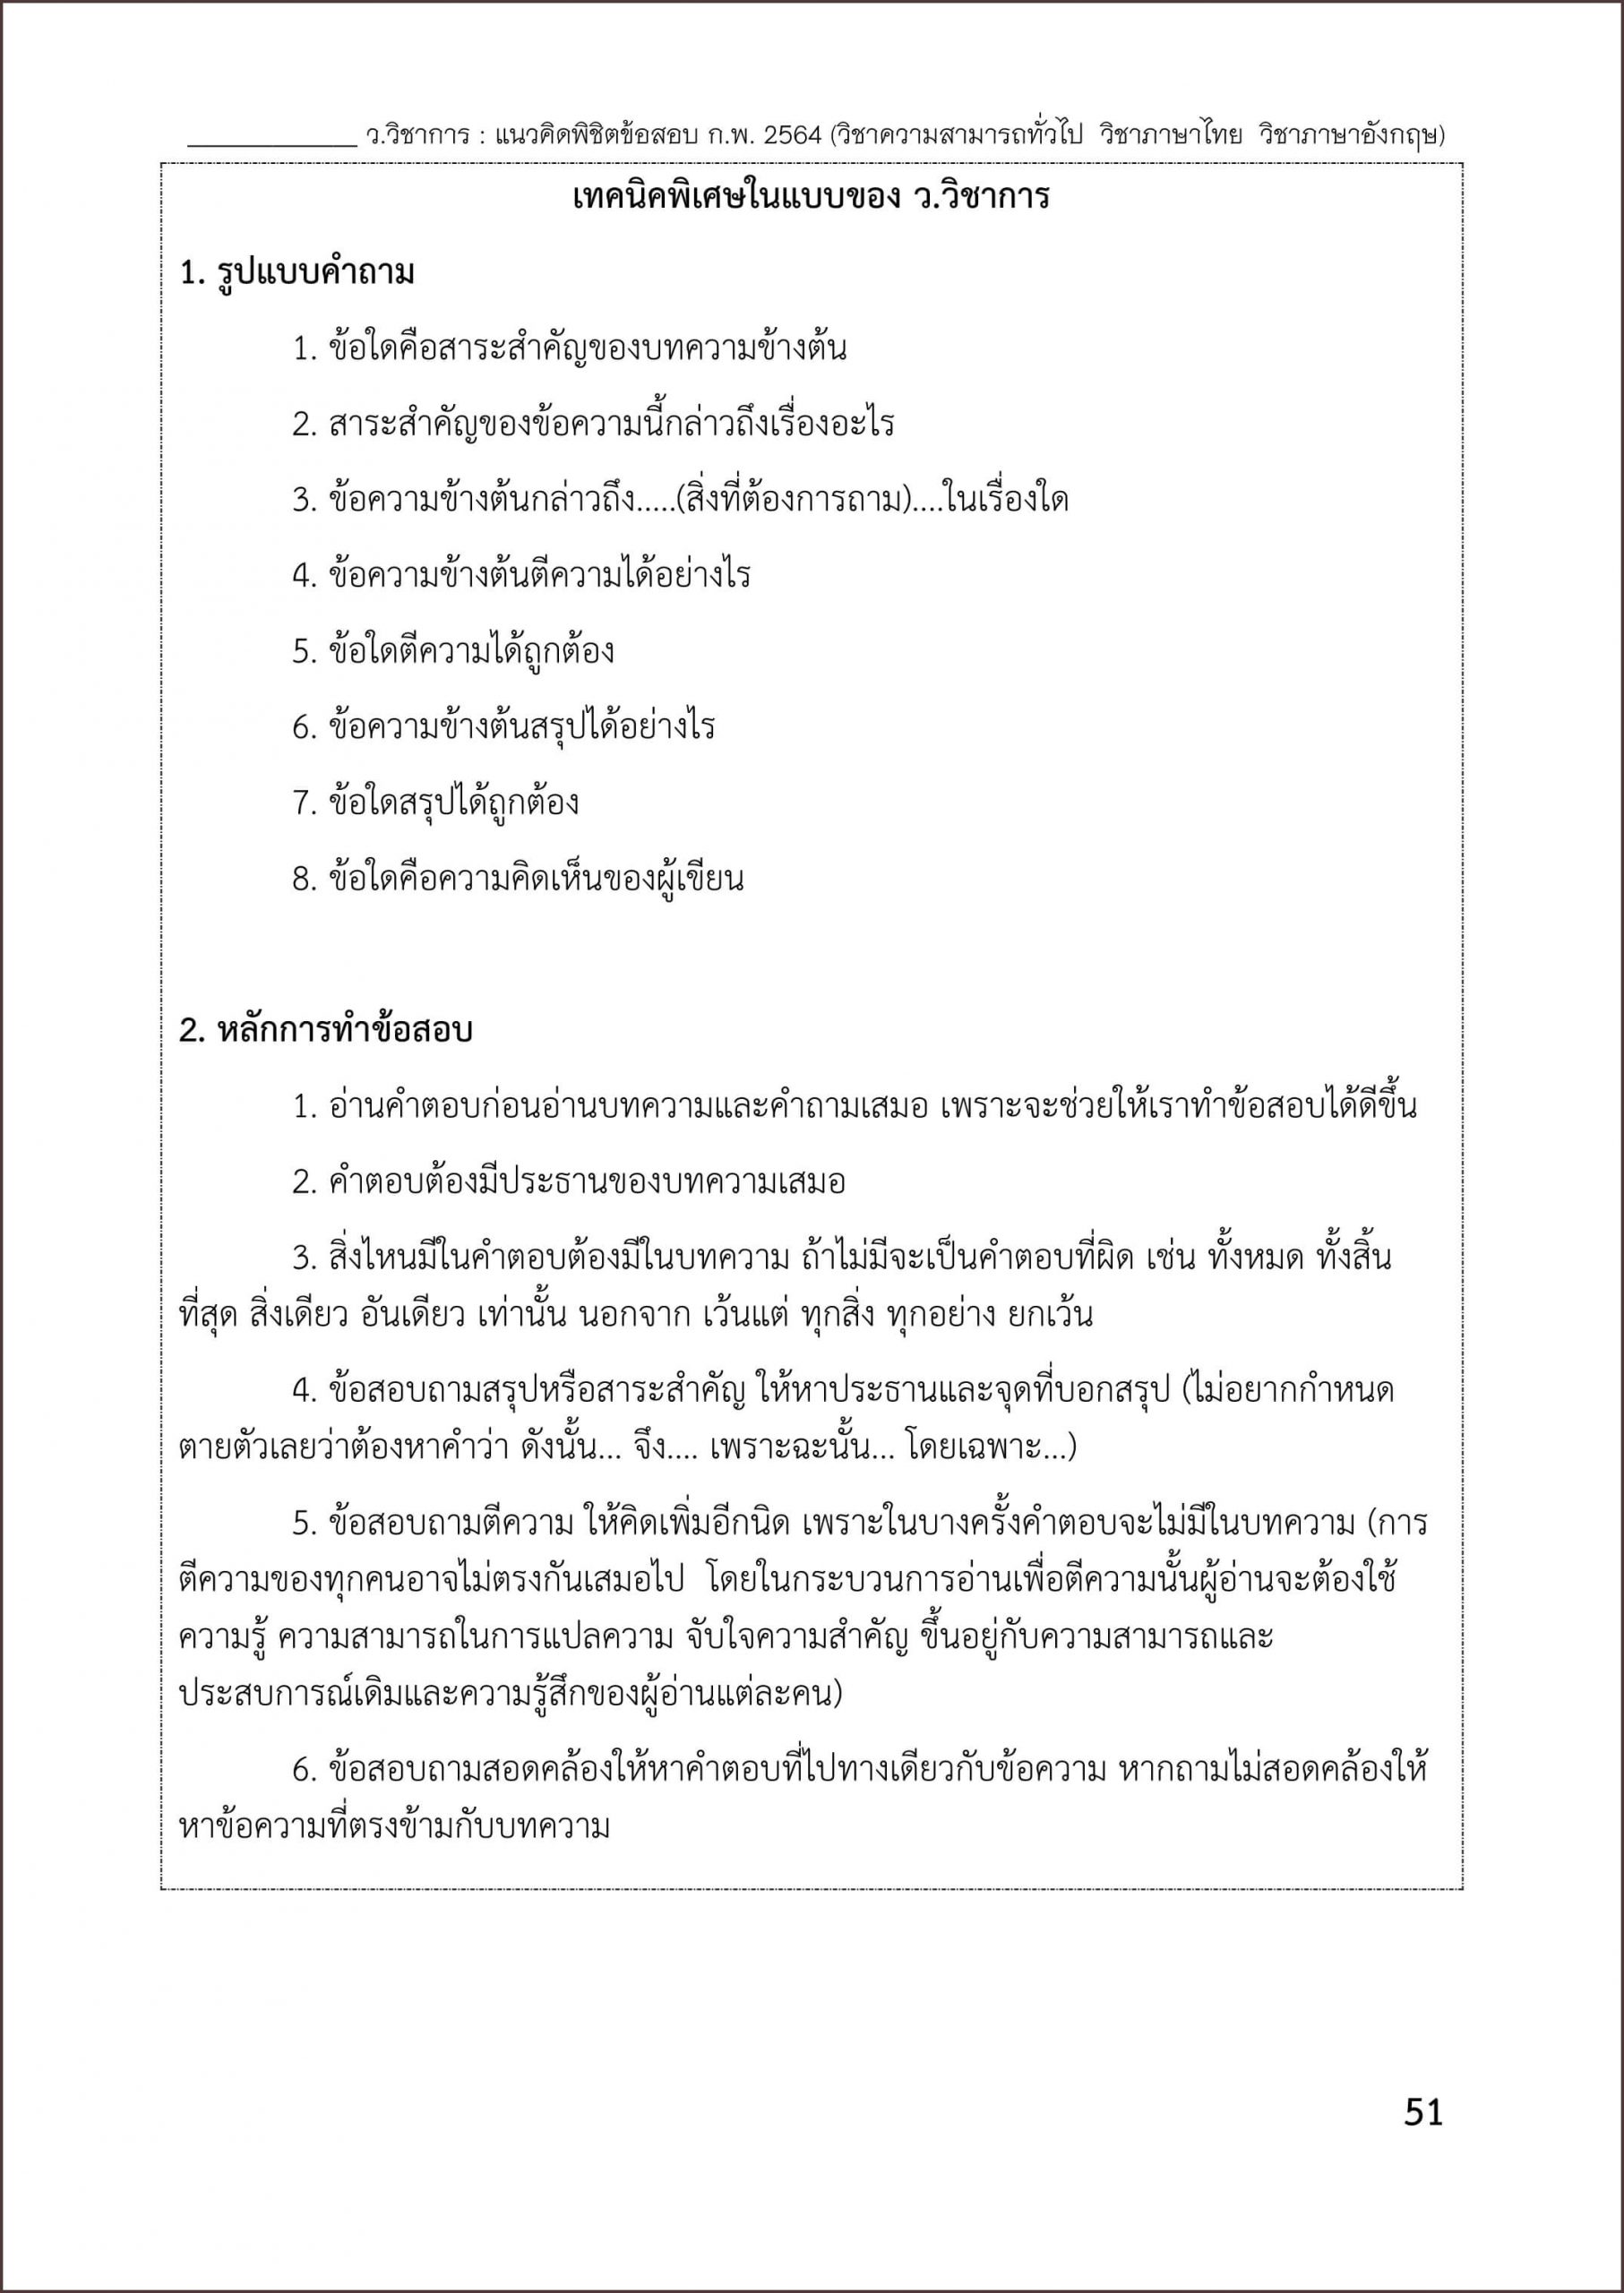 ว.วิชาการ : แนวคิดพิชิตข้อสอบ ก.พ. 2564 (วิชาความสามารถทั่วไป วิชาภาษาไทย วิชาภาษาอังกฤษ)
เทคนิคพิเศษในแบบของ ว.วิชาการ
1. รูปแบบคำถาม
1. ข้อใดคือสาระสำคัญของบทความข้างต้น
2. สาระสำคัญของข้อความนี้กล่าวถึงเรื่องอะไร
3. ข้อความข้างต้นกล่าวถึง.....(สิ่งที่ต้องการถาม)....ในเรื่องใด
4. ข้อความข้างต้นตีความได้อย่างไร
5. ข้อใดตีความได้ถูกต้อง
6. ข้อความข้างต้นสรุปได้อย่างไร
7. ข้อใดสรุปได้ถูกต้อง
8. ข้อใดคือความคิดเห็นของผู้เขียน
2. หลักการทำข้อสอบ
1. อ่านคำตอบก่อนอ่านบทความและคำถามเสมอ เพราะจะช่วยให้เราทำข้อสอบได้ดีขึ้น
2. คำตอบต้องมีประธานของบทความเสมอ
3. สิ่งไหนมีในคำตอบต้องมีในบทความ ถ้าไม่มีจะเป็นคำตอบที่ผิด เช่น ทั้งหมด ทั้งสิ้น
ที่สุด สิ่งเดียว อันเดียว เท่านั้น นอกจาก เว้นแต่ ทุกสิ่ง ทุกอย่าง ยกเว้น
4. ข้อสอบถามสรุปหรือสาระสำคัญ ให้หาประธานและจุดที่บอกสรุป (ไม่อยากกำหนด
ตายตัวเลยว่าต้องหาคำว่า ดังนั้น... จึง.... เพราะฉะนั้น... โดยเฉพาะ...)
5. ข้อสอบถามตีความ ให้คิดเพิ่มอีกนิด เพราะในบางครั้งคำตอบจะไม่มีในบทความ (การ
ตีความของทุกคนอาจไม่ตรงกันเสมอไป โดยในกระบวนการอ่านเพื่อตีความนั้นผู้อ่านจะต้องใช้
ความรู้ ความสามารถในการแปลความ จับใจความสำคัญ ขึ้นอยู่กับความสามารถและ
ประสบการณ์เดิมและความรู้สึกของผู้อ่านแต่ละคน)
6. ข้อสอบถามสอดคล้องให้หาคำตอบที่ไปทางเดียวกับข้อความ หากถามไม่สอดคล้องให้
หาข้อความที่ตรงข้ามกับบทความ
51